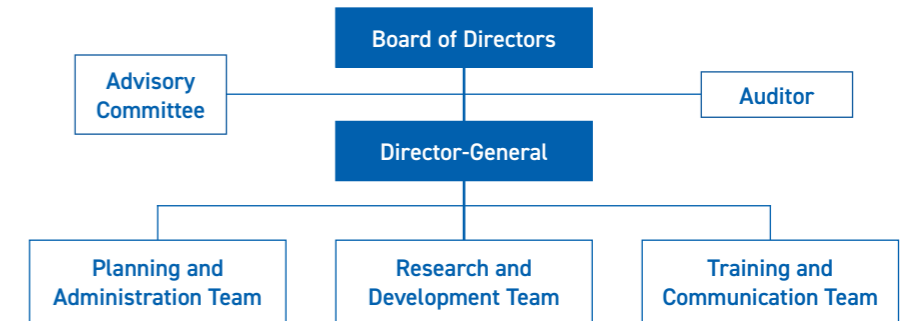 Board of Directors
Advisory
Committee
Auditor
Director-General
Planning and
Administration Team
Research and
Development Team
Training and
Communication Team